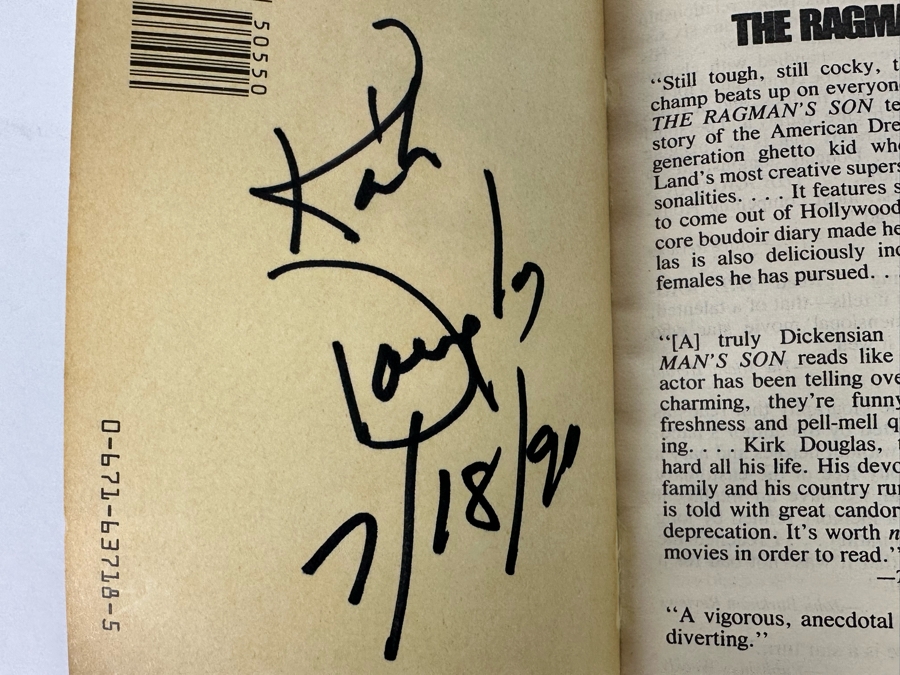 50550
Kirk
Douglas
7/18/90
0-671-63718-5
THE RAGMA
“Still tough, still cocky, t
champ beats up on everyon
THE RAGMAN’S SON te
story of the American Dre
generation ghetto kid wh
Land’s most creative supers
sonalities. . . . It features s
to come out of Hollywood
core boudoir diary made he
las is also deliciously inc
females he has pursued. . .
“[A] truly Dickensian
MAN’S SON reads like
actor has been telling ove
charming, they’re funny
freshness and pell-mell q
ing. . . . Kirk Douglas, t
hard all his life. His devo
family and his country ru
is told with great candor
deprecation. It’s worth n
movies in order to read.”
—
“A vigorous, anecdotal
diverting.”